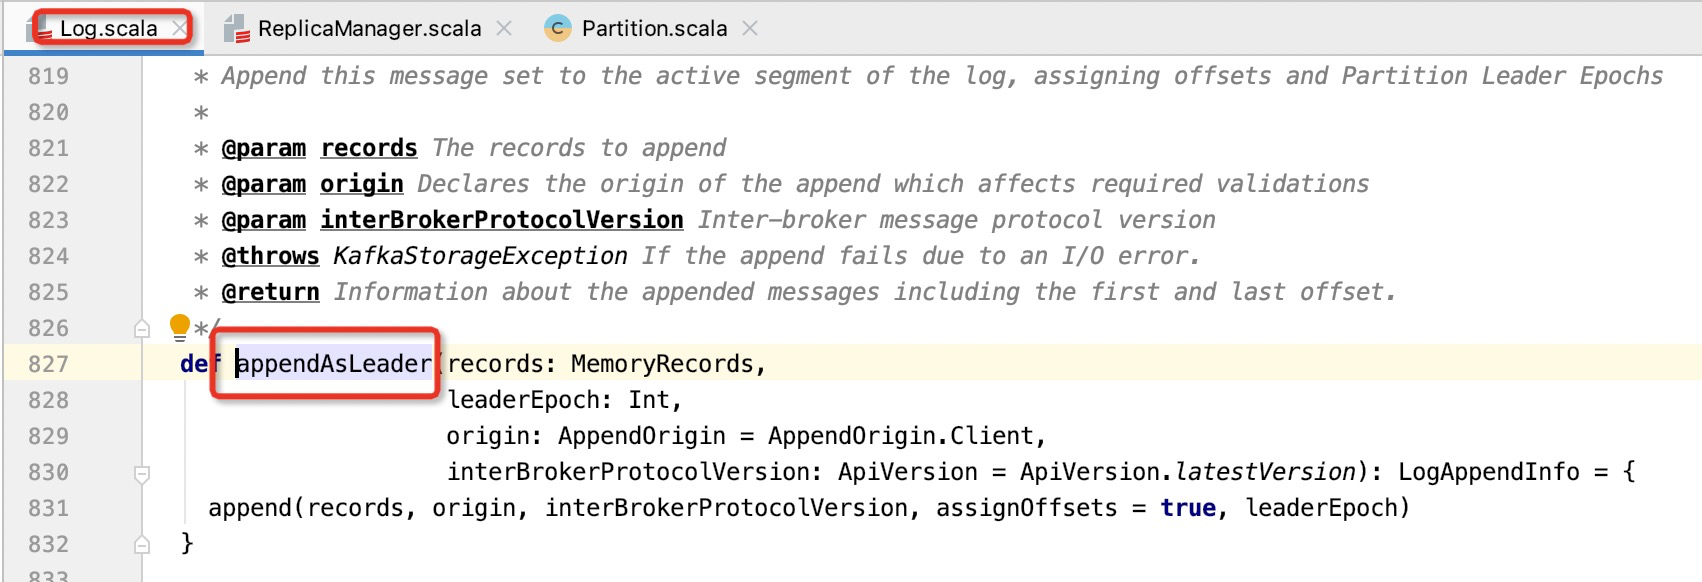 Log.scala ReplicaManager.scala Partition.scala
819 * Append this message set to the active segment of the log, assigning offsets and Partition Leader Epochs
820 *
821 * @param records The records to append
822 * @param origin Declares the origin of the append which affects required validations
823 * @param interBrokerProtocolVersion Inter-broker message protocol version
824 * @throws KafkaStorageException If the append fails due to an I/O error.
825 * @return Information about the appended messages including the first and last offset.
826 */
827 def appendAsLeader(records: MemoryRecords,
828 leaderEpoch: Int,
829 origin: AppendOrigin = AppendOrigin.Client,
830 interBrokerProtocolVersion: ApiVersion = ApiVersion.latestVersion): LogAppendInfo = {
831 append(records, origin, interBrokerProtocolVersion, assignOffsets = true, leaderEpoch)
832 }
833